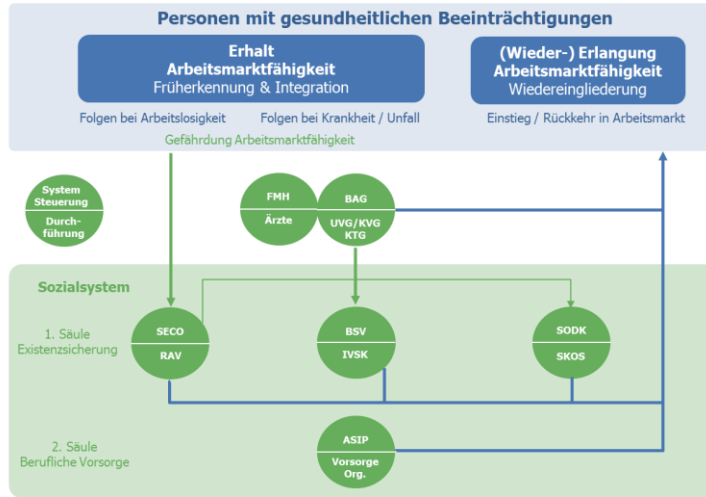 Personen mit gesundheitlichen Beeinträchtigungen
Erhalt
Arbeitsmarktfähigkeit
Früherkennung & Integration
(Wieder-) Erlangung
Arbeitsmarktfähigkeit
Wiedereingliederung
Folgen bei Arbeitslosigkeit
Folgen bei Krankheit / Unfall
Einstieg / Rückkehr in Arbeitsmarkt
Gefährdung Arbeitsmarktfähigkeit
System
Steuerung
Durch-
führung
FMH
Ärzte
BAG
UVG/KVG
KTG
Sozialsystem
1. Säule
Existenzsicherung
SECO
RAV
BSV
IVSK
SODK
SKOS
2. Säule
Berufliche Vorsorge
ASIP
Vorsorge
Org.